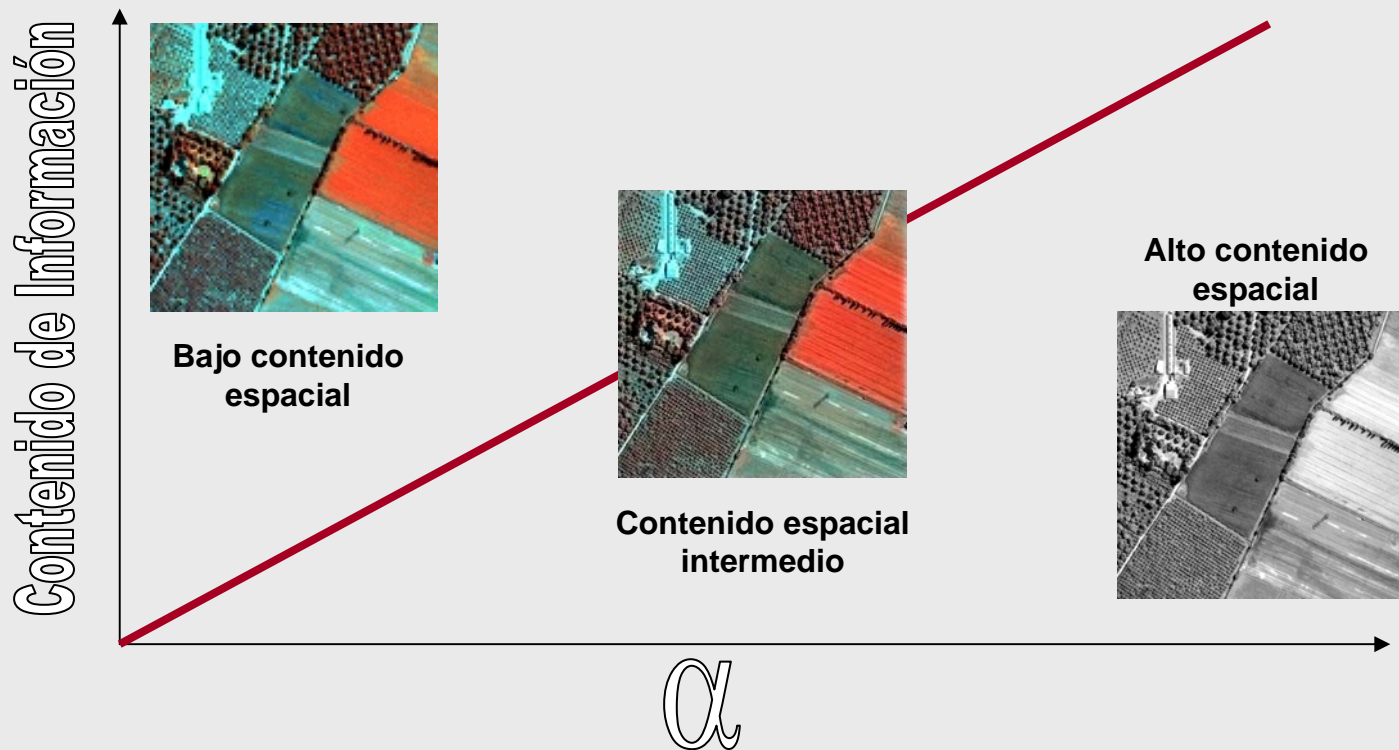 Contenido de Información
Bajo contenido
espacial
Contenido espacial
intermedio
Alto contenido
espacial
α